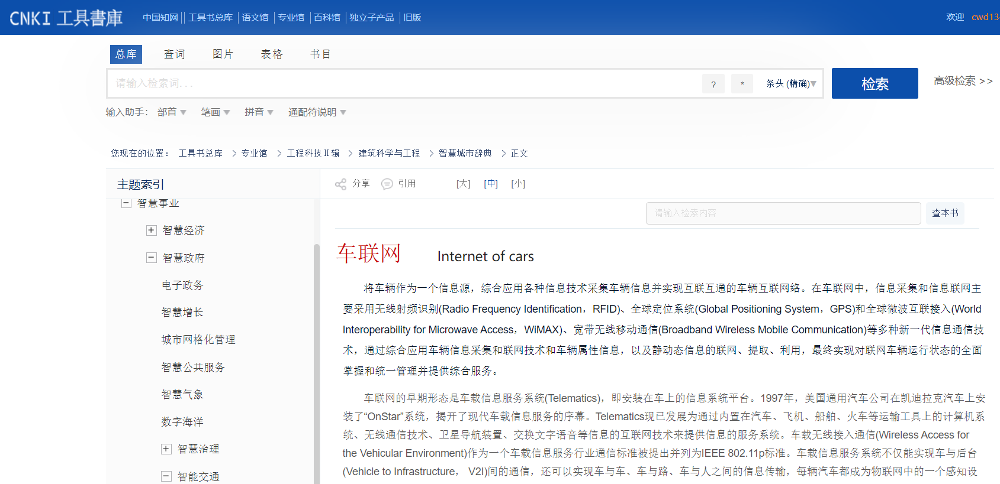 CNKI 工具書庫
中国知网 工具书总库 语文馆 专业馆 百科馆 独立子产品 旧版
欢迎 cwd134
总库 查词 图片 表格 书目
请输入检索词... ? * 条头 (精确) 检索 高级检索 >>
输入助手： 部首 笔画 拼音 通配符说明
您现在的位置： 工具书总库 > 专业馆 > 工程科技Ⅱ辑 > 建筑科学与工程 > 智慧城市辞典 > 正文
主题索引
智慧事业
智慧经济
智慧政府
电子政务
智慧增长
城市网格化管理
智慧公共服务
智慧气象
数字海洋
智慧治理
智能交通
分享 引用 [大] [中] [小]
请输入检索内容 查本书
车联网 Internet of cars
将车辆作为一个信息源，综合应用各种信息技术采集车辆信息并实现互联互通的车辆互联网络。在车联网中，信息采集和信息联网主
要采用无线射频识别(Radio Frequency Identification，RFID)、全球定位系统(Global Positioning System，GPS)和全球微波互联接入(World
Interoperability for Microwave Access，WiMAX)、宽带无线移动通信(Broadband Wireless Mobile Communication)等多种新一代信息通信技
术，通过综合应用车辆信息采集和联网技术和车辆属性信息，以及静动态信息的联网、提取、利用，最终实现对联网车辆运行状态的全面
掌握和统一管理并提供综合服务。
车联网的早期形态是车载信息服务系统(Telematics)，即安装在车上的信息系统平台。1997年，美国通用汽车公司在凯迪拉克汽车上安
装了“OnStar”系统，揭开了现代车载信息服务的序幕。Telematics现已发展为通过内置在汽车、飞机、船舶、火车等运输工具上的计算机系
统、无线通信技术、卫星导航装置、交换文字语音等信息的互联网技术来提供信息的服务系统。车载无线接入通信(Wireless Access for
the Vehicular Environment)作为一个车载信息服务行业通信标准被提出并列为IEEE 802.11p标准。车载信息服务系统不仅能实现车与后台
(Vehicle to Infrastructure， V2I)间的通信，还可以实现车与车、车与路、车与人之间的信息传输，每辆汽车都成为物联网中的一个感知设